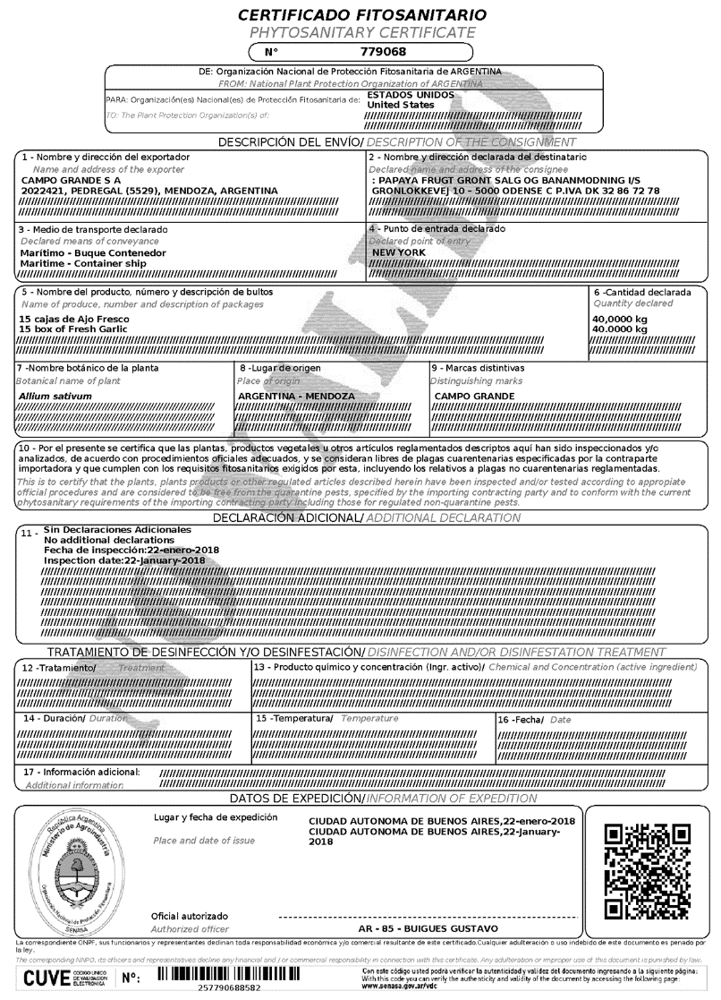 CERTIFICADO FITOSANITARIO
PHYTOSANITARY CERTIFICATE
N° 779068
DE: Organización Nacional de Protección Fitosanitaria de ARGENTINA
FROM: National Plant Protection Organization of ARGENTINA
PARA: Organización(es) Nacional(es) de Protección Fitosanitaria de:
ESTADOS UNIDOS
United States
TO: The Plant Protection Organization(s) of:
DESCRIPCIÓN DEL ENVÍO/ DESCRIPTION OF THE CONSIGNMENT
1 - Nombre y dirección del exportador
Name and address of the exporter
CAMPO GRANDE S A
2022421, PEDREGAL (5529), MENDOZA, ARGENTINA
2 - Nombre y dirección declarada del destinatario
Declared name and address of the consignee
: PAPAYA FRUGT GRONT SALG OG BANANMODNING I/S
GRONLOKKEVEJ 10 – 5000 ODENSE C P.IVA DK 32 86 72 78
3 - Medio de transporte declarado
Declared means of conveyance
Marítimo - Buque Contenedor
Maritime - Container ship
4 - Punto de entrada declarado
Declared point of entry
NEW YORK
5 - Nombre del producto, número y descripción de bultos
Name of produce, number and description of packages
15 cajas de Ajo Fresco
15 box of Fresh Garlic
6 -Cantidad declarada
Quantity declared
40,0000 kg
40.0000 kg
7 -Nombre botánico de la planta
Botanical name of plant
Allium sativum
8 -Lugar de origen
Place of origin
ARGENTINA - MENDOZA
9 - Marcas distintivas
Distinguishing marks
CAMPO GRANDE
10 - Por el presente se certifica que las plantas, productos vegetales u otros artículos reglamentados descriptos aquí han sido inspeccionados y/o
analizados, de acuerdo con procedimientos oficiales adecuados, y se consideran libres de plagas cuarentenarias especificadas por la contraparte
importadora y que cumplen con los requisitos fitosanitarios exigidos por esta, incluyendo los relativos a plagas no cuarentenarias reglamentadas.
This is to certify that the plants, plants products or other regulated articles described herein have been inspected and/or tested according to appropiate
official procedures and are considered to be free from the quarantine pests, specified by the importing contracting party and to conform with the current
phytosanitary requirements of the importing contracting party including those for regulated non-quarantine pests.
DECLARACIÓN ADICIONAL/ ADDITIONAL DECLARATION
11 - Sin Declaraciones Adicionales
No additional declarations
Fecha de inspección:22-enero-2018
Inspection date:22-January-2018
TRATAMIENTO DE DESINFECCIÓN Y/O DESINFESTACIÓN/ DISINFECTION AND/OR DISINFESTATION TREATMENT
12 -Tratamiento/ Treatment
13 - Producto químico y concentración (Ingr. activo)/ Chemical and Concentration (active ingredient)
14 - Duración/ Duration
15 -Temperatura/ Temperature
16 -Fecha/ Date
17 - Información adicional:
Additional information
DATOS DE EXPEDICIÓN/ INFORMATION OF EXPEDITION
República Argentina
Ministerio de Agroindustria
Organización Nacional de Protección Fitosanitaria
SENASA
Lugar y fecha de expedición
Place and date of issue
CIUDAD AUTONOMA DE BUENOS AIRES,22-enero-2018
CIUDAD AUTONOMA DE BUENOS AIRES,22-January-
2018
Oficial autorizado
Authorized officer
AR - 85 - BUIGUES GUSTAVO
La correspondiente ONPF, sus funcionarios y representantes declinan toda responsabilidad económica y/o comercial resultante de este certificado.Cualquier adulteración o uso indebido de este documento es penado por
la ley.
The corresponding NNPO, its officers and representatives decline any financial and / or commercial responsibility in connection with this certificate. Any adulteration or improper use of this document is punished by law.
CUVE CODIGO UNICO
DE VALIDACION
ELECTRONICA
N°:
257790688582
Con este código usted podrá verificar la autenticidad y validez del documento ingresando a la siguiente página:
With this code you can verify the authenticity and validity of the document by accessing the following page:
www.senasa.gov.ar/vdc
NO VALIDO